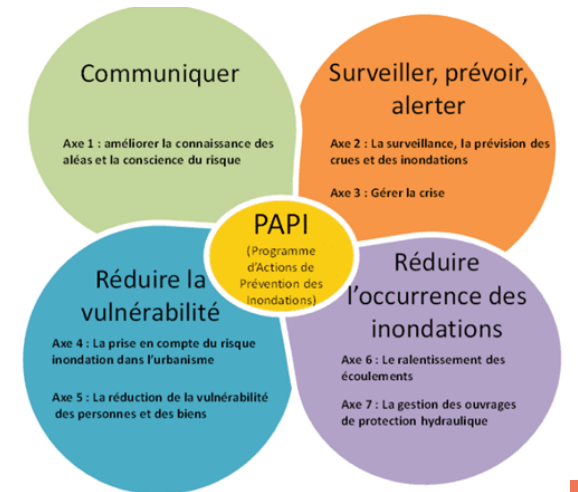 Communiquer
Axe 1 : améliorer la connaissance des
aléas et la conscience du risque
Surveiller, prévoir,
alerter
Axe 2 : La surveillance, la prévision des
crues et des inondations
Axe 3 : Gérer la crise
PAPI
(Programme
d'Actions de
Prévention des
Inondations)
Réduire la
vulnérabilité
Axe 4 : La prise en compte du risque
inondation dans l'urbanisme
Axe 5 : La réduction de la vulnérabilité
des personnes et des biens
Réduire
l'occurrence des
inondations
Axe 6 : Le ralentissement des
écoulements
Axe 7 : La gestion des ouvrages
de protection hydraulique